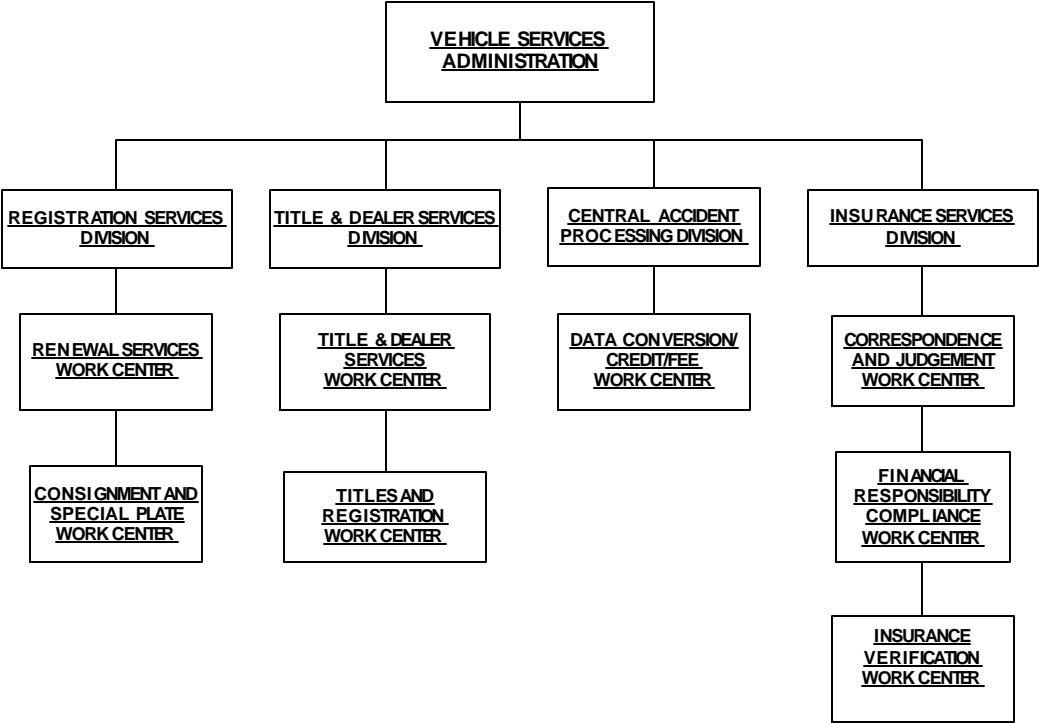 VEHICLE SERVICES
ADMINISTRATION
REGISTRATION SERVICES
DIVISION
TITLE & DEALER SERVICES
DIVISION
CENTRAL ACCIDENT
PROCESSING DIVISION
INSURANCE SERVICES
DIVISION
RENEWAL SERVICES
WORK CENTER
TITLE & DEALER
SERVICES
WORK CENTER
DATA CONVERSION/
CREDIT/FEE
WORK CENTER
CORRESPONDENCE
AND JUDGEMENT
WORK CENTER
CONSIGNMENT AND
SPECIAL PLATE
WORK CENTER
TITLES AND
REGISTRATION
WORK CENTER
FINANCIAL
RESPONSIBILITY
COMPLIANCE
WORK CENTER
INSURANCE
VERIFICATION
WORK CENTER